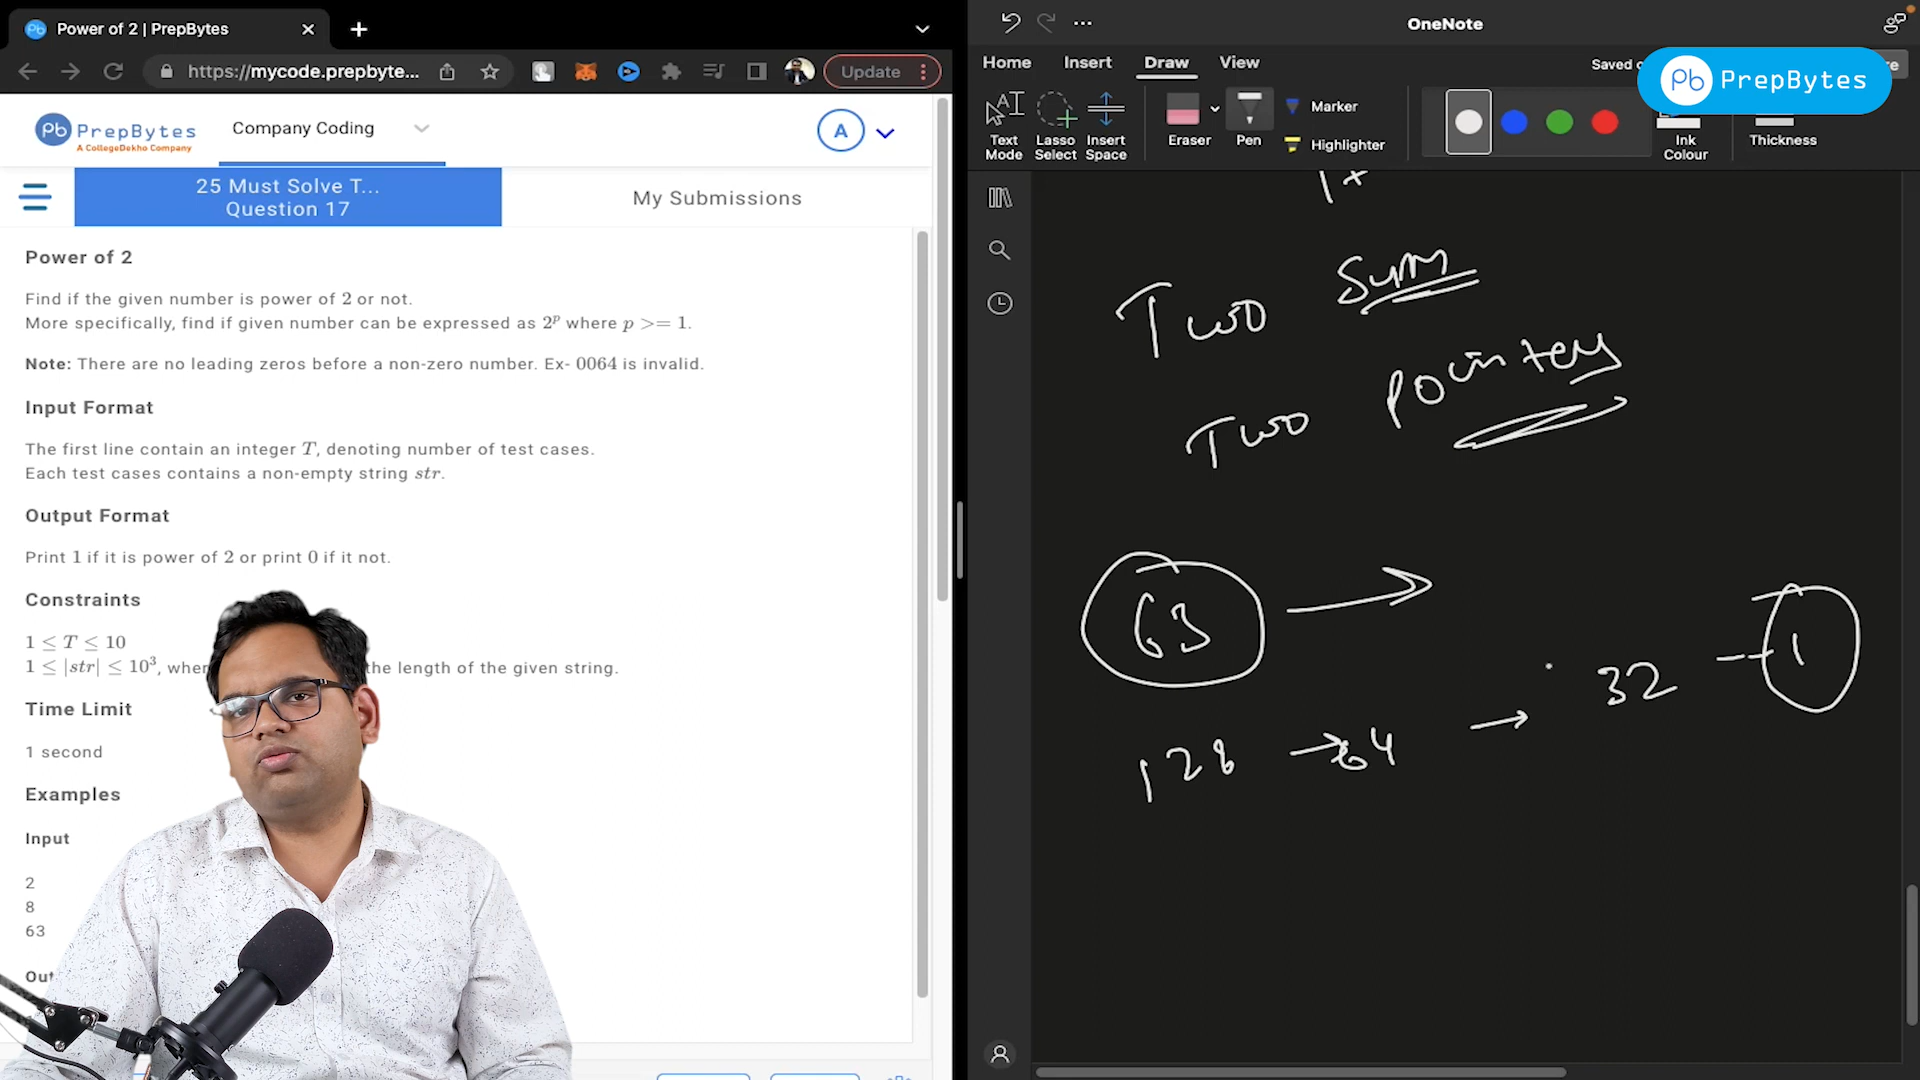 Power of 2 | PrepBytes
https://mycode.prepbyte...
Update
PrepBytes
A CollegeDekho Company
Company Coding
A
25 Must Solve T...
Question 17
My Submissions
Power of 2
Find if the given number is power of 2 or not.
More specifically, find if given number can be expressed as 2ᵖ where p >= 1.
Note: There are no leading zeros before a non-zero number. Ex- 0064 is invalid.
Input Format
The first line contain an integer T, denoting number of test cases.
Each test cases contains a non-empty string str.
Output Format
Print 1 if it is power of 2 or print 0 if it not.
Constraints
1 ≤ T ≤ 10
1 ≤ |str| ≤ 10³, wher the length of the given string.
Time Limit
1 second
Examples
Input
2
8
63
Out
OneNote
Home Insert Draw View
Saved
PrepBytes
Text Mode
Lasso Select
Insert Space
Eraser
Pen
Marker
Highlighter
Ink Colour
Thickness
Two Sum
Two Pointers
63 →
128 → 64 → 32 -- 1